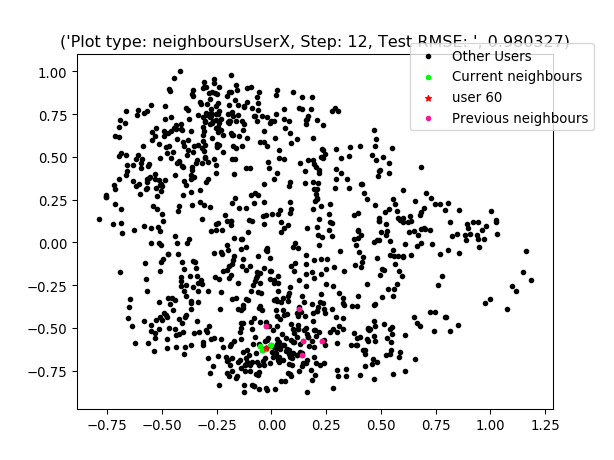 ('Plot type: neighboursUserX, Step: 12, Test RMSE: ', 0.980327)
Other Users
Current neighbours
user 60
Previous neighbours
1.00
0.75
0.50
0.25
0.00
−0.25
−0.50
−0.75
−0.75 −0.50 −0.25 0.00 0.25 0.50 0.75 1.00 1.25